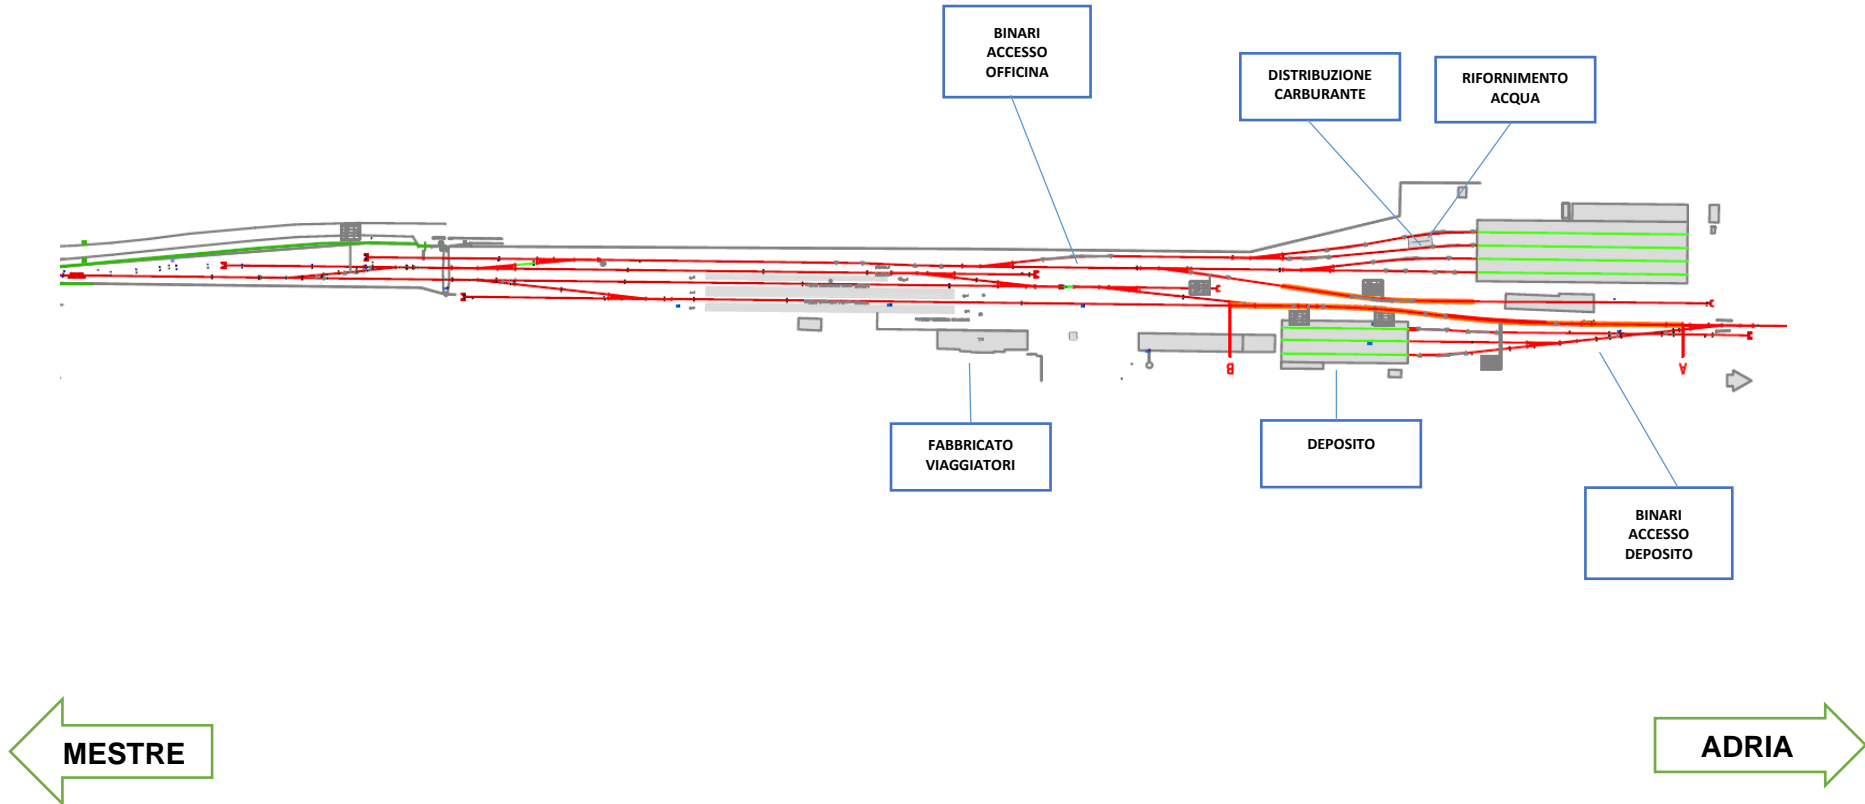 BINARI
ACCESSO
OFFICINA
DISTRIBUZIONE
CARBURANTE
RIFORNIMENTO
ACQUA
B
A
FABBRICATO
VIAGGIATORI
DEPOSITO
BINARI
ACCESSO
DEPOSITO
MESTRE
ADRIA